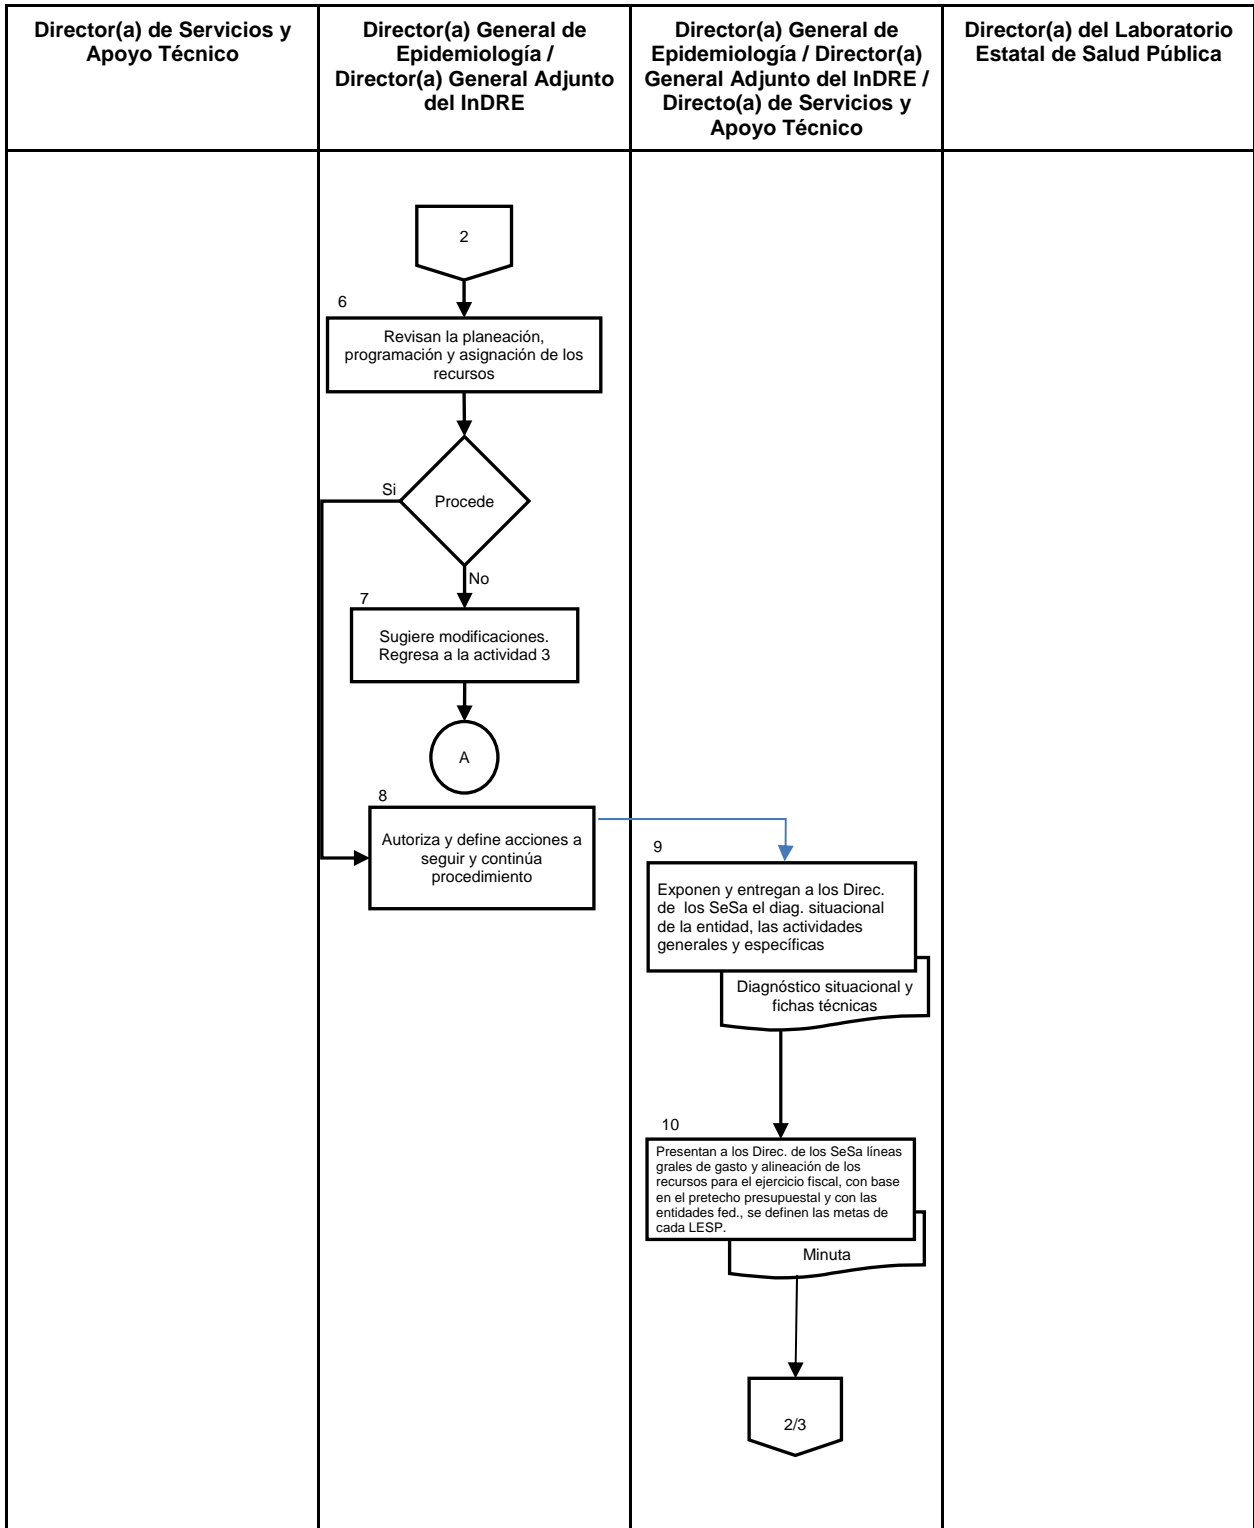 Director(a) de Servicios y
Apoyo Técnico
Director(a) General de
Epidemiología /
Director(a) General Adjunto
del InDRE
Director(a) General de
Epidemiología / Director(a)
General Adjunto del InDRE /
Directo(a) de Servicios y
Apoyo Técnico
Director(a) del Laboratorio
Estatal de Salud Pública
2
6
Revisan la planeación,
programación y asignación de los
recursos
Si
Procede
No
7
Sugiere modificaciones.
Regresa a la actividad 3
A
8
Autoriza y define acciones a
seguir y continúa
procedimiento
9
Exponen y entregan a los Direc.
de los SeSa el diag. situacional
de la entidad, las actividades
generales y específicas
Diagnóstico situacional y
fichas técnicas
10
Presentan a los Direc. de los SeSa líneas
grales de gasto y alineación de los
recursos para el ejercicio fiscal, con base
en el pretecho presupuestal y con las
entidades fed., se definen las metas de
cada LESP.
Minuta
2/3